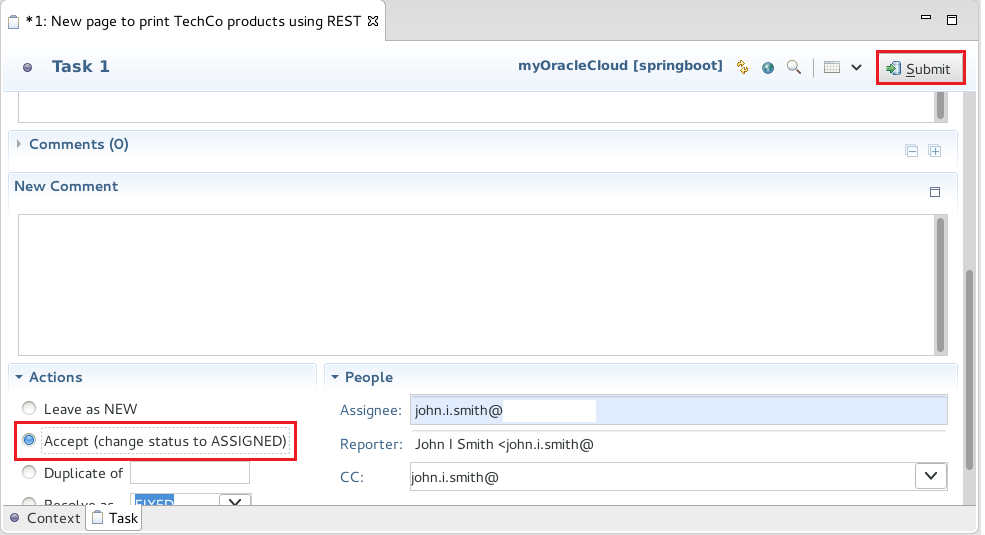 *1: New page to print TechCo products using REST
Task 1
myOracleCloud [springboot]
Submit
Comments (0)
New Comment
Actions
People
Leave as NEW
Assignee: john.i.smith@
Accept (change status to ASSIGNED)
Reporter: John I Smith <john.i.smith@
Duplicate of
CC: john.i.smith@
Resolve as FIXED
Context
Task